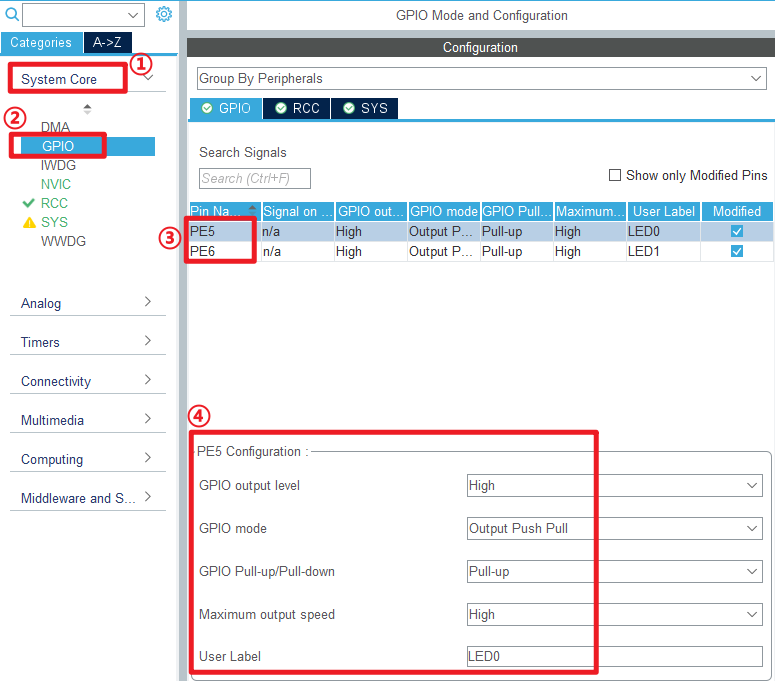 GPIO Mode and Configuration
Categories A->Z
Configuration
①
System Core
Group By Peripherals
GPIO RCC SYS
②
DMA
GPIO
IWDG
NVIC
RCC
SYS
WWDG
Search Signals
Search (Ctrl+F)
Show only Modified Pins
Pin Na... Signal on ... GPIO out... GPIO mode GPIO Pull... Maximum... User Label Modified
③
PE5 n/a High Output P... Pull-up High LED0
PE6 n/a High Output P... Pull-up High LED1
Analog
Timers
Connectivity
Multimedia
Computing
Middleware and S...
④
PE5 Configuration :
GPIO output level High
GPIO mode Output Push Pull
GPIO Pull-up/Pull-down Pull-up
Maximum output speed High
User Label LED0